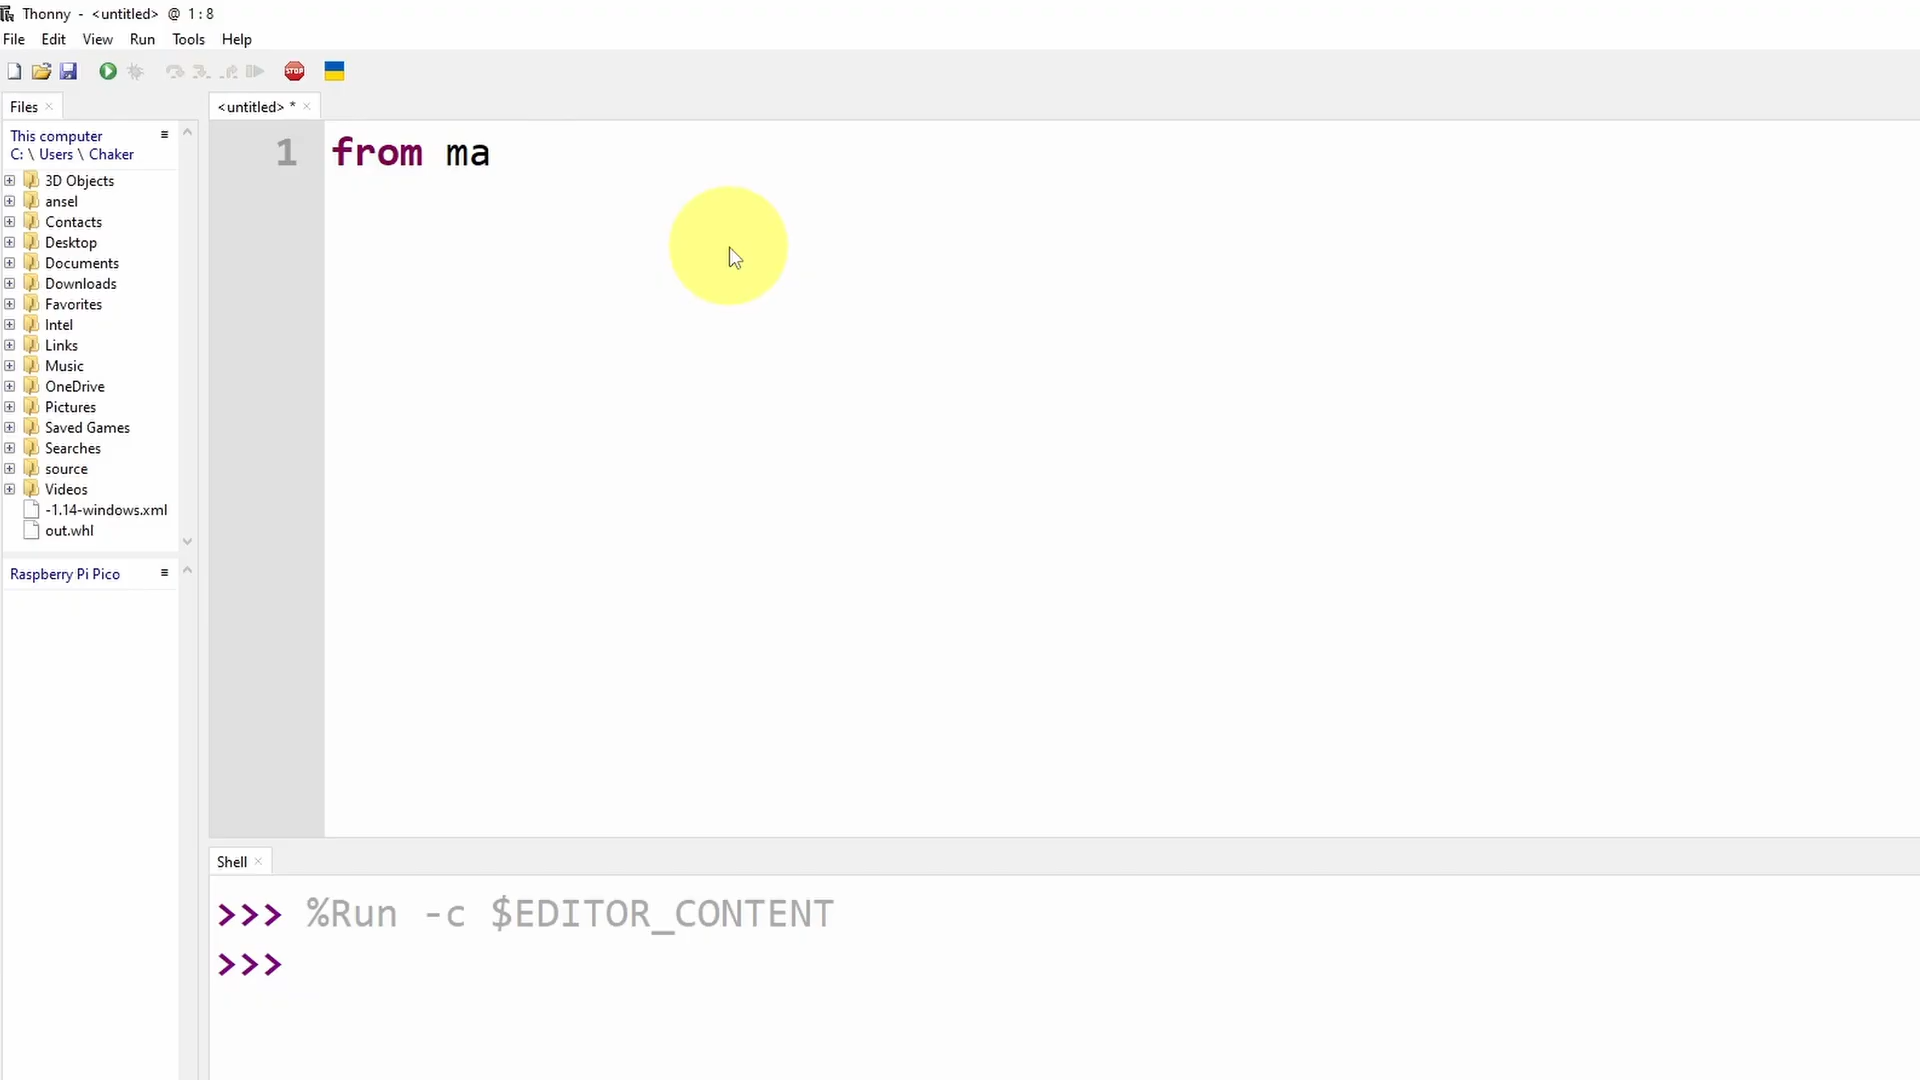 Thonny - <untitled> @ 1:8
File Edit View Run Tools Help
STOP
Files
<untitled> *
This computer
C: \ Users \ Chaker
3D Objects
ansel
Contacts
Desktop
Documents
Downloads
Favorites
Intel
Links
Music
OneDrive
Pictures
Saved Games
Searches
source
Videos
-1.14-windows.xml
out.whl
Raspberry Pi Pico
1 from ma
Shell
>>> %Run -c $EDITOR_CONTENT
>>>